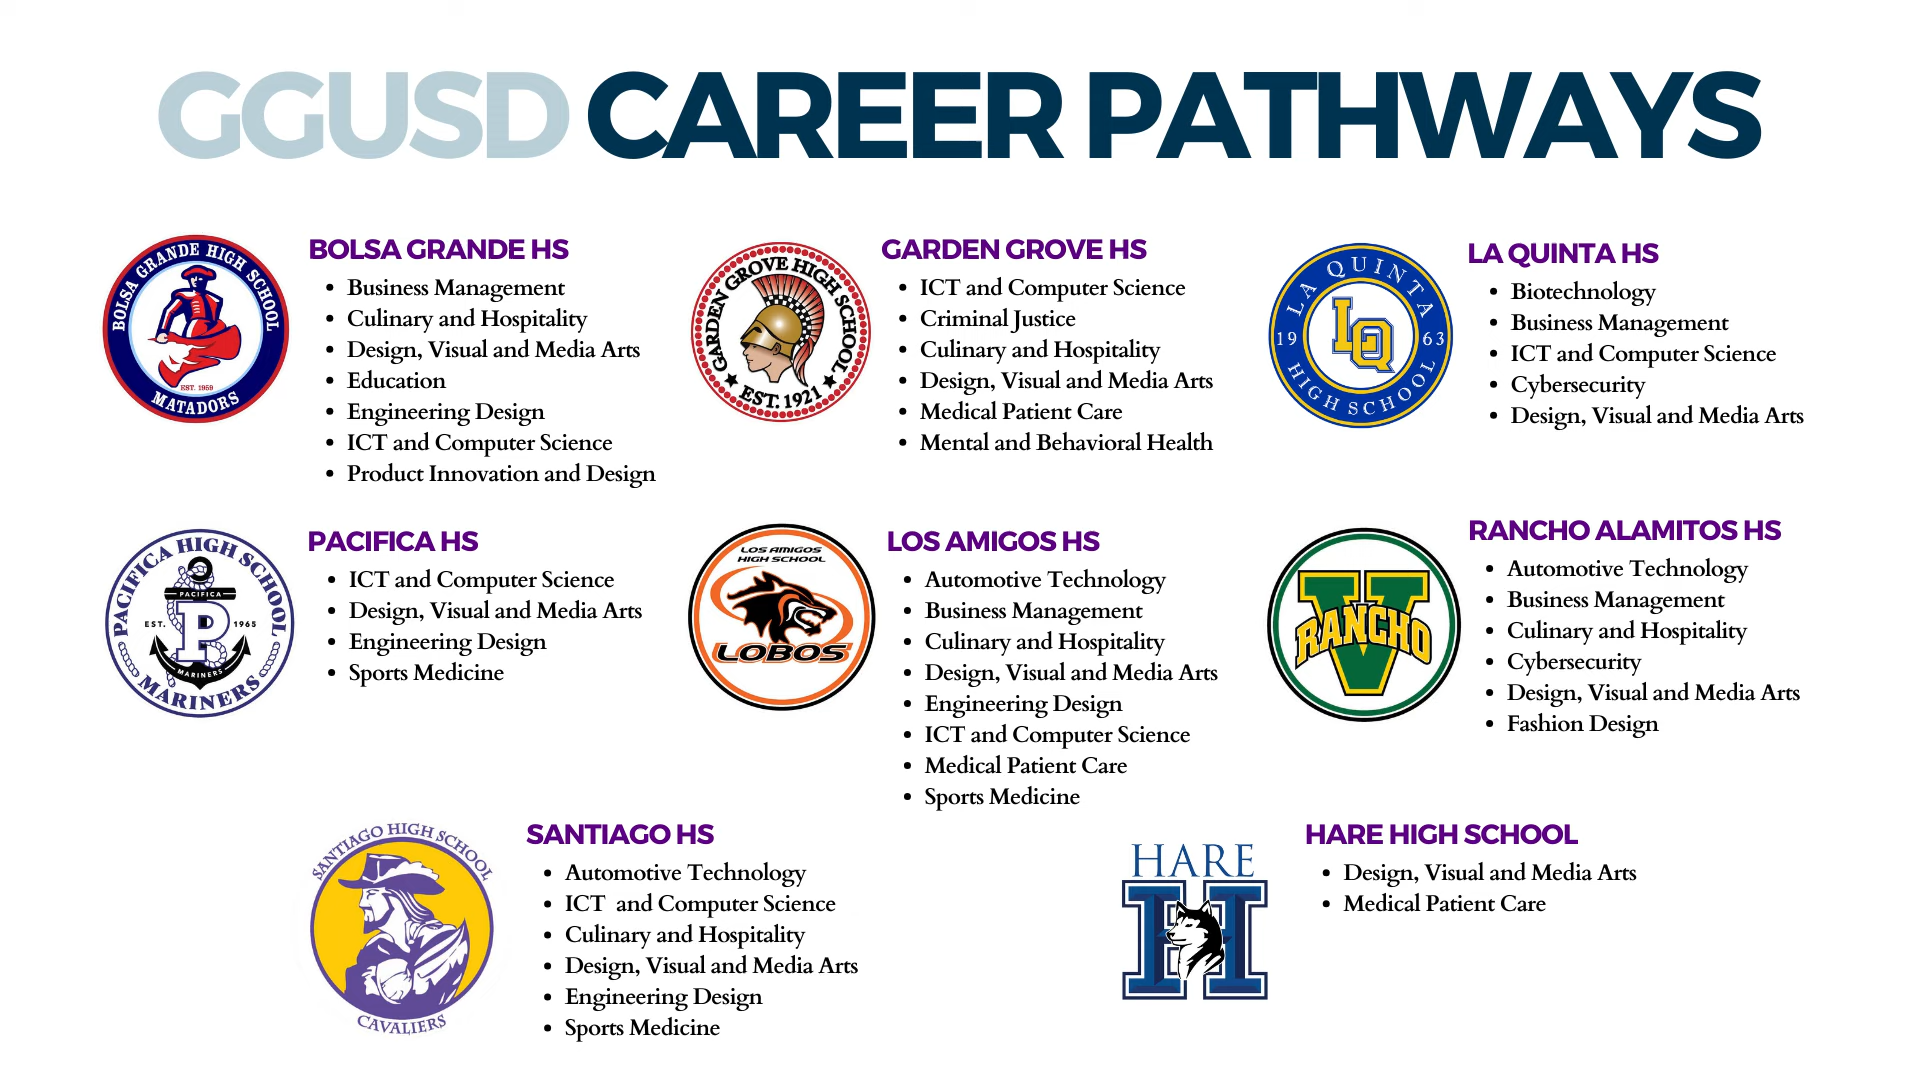 GGUSD CAREER PATHWAYS
BOLSA GRANDE HIGH SCHOOL
EST. 1959
MATADORS
BOLSA GRANDE HS
• Business Management
• Culinary and Hospitality
• Design, Visual and Media Arts
• Education
• Engineering Design
• ICT and Computer Science
• Product Innovation and Design
GARDEN GROVE HIGH SCHOOL
EST. 1921
GARDEN GROVE HS
• ICT and Computer Science
• Criminal Justice
• Culinary and Hospitality
• Design, Visual and Media Arts
• Medical Patient Care
• Mental and Behavioral Health
LA QUINTA
19 LQ 63
HIGH SCHOOL
LA QUINTA HS
• Biotechnology
• Business Management
• ICT and Computer Science
• Cybersecurity
• Design, Visual and Media Arts
PACIFICA HIGH SCHOOL
PACIFICA
EST. P 1965
MARINERS
MARINERS
PACIFICA HS
• ICT and Computer Science
• Design, Visual and Media Arts
• Engineering Design
• Sports Medicine
LOS AMIGOS
HIGH SCHOOL
LOBOS
LOS AMIGOS HS
• Automotive Technology
• Business Management
• Culinary and Hospitality
• Design, Visual and Media Arts
• Engineering Design
• ICT and Computer Science
• Medical Patient Care
• Sports Medicine
V
RANCHO
RANCHO ALAMITOS HS
• Automotive Technology
• Business Management
• Culinary and Hospitality
• Cybersecurity
• Design, Visual and Media Arts
• Fashion Design
SANTIAGO HIGH SCHOOL
CAVALIERS
SANTIAGO HS
• Automotive Technology
• ICT  and Computer Science
• Culinary and Hospitality
• Design, Visual and Media Arts
• Engineering Design
• Sports Medicine
HARE
H
HARE HIGH SCHOOL
• Design, Visual and Media Arts
• Medical Patient Care